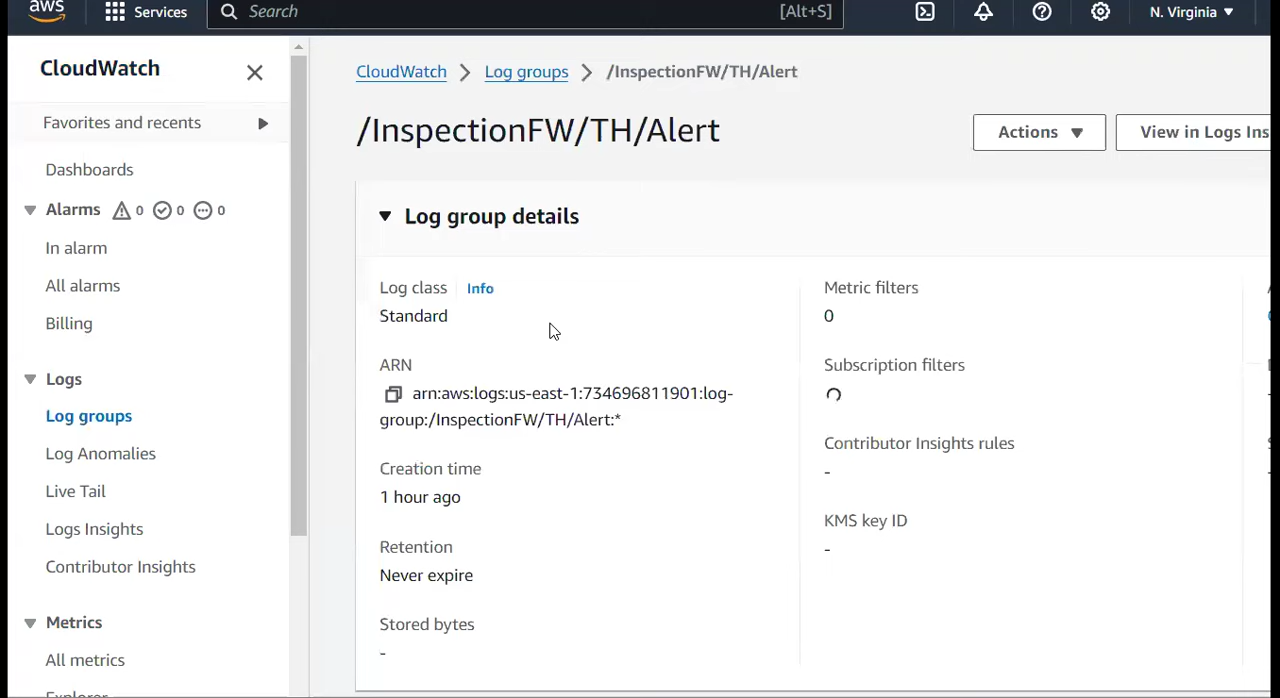 aws
Services
Search
[Alt+S]
N. Virginia
CloudWatch
Favorites and recents
Dashboards
Alarms 0 0 0
In alarm
All alarms
Billing
Logs
Log groups
Log Anomalies
Live Tail
Logs Insights
Contributor Insights
Metrics
All metrics
Explorer
CloudWatch
Log groups
/InspectionFW/TH/Alert
/InspectionFW/TH/Alert
Actions
View in Logs Ins
Log group details
Log class
Info
Standard
ARN
arn:aws:logs:us-east-1:734696811901:log-
group:/InspectionFW/TH/Alert:*
Creation time
1 hour ago
Retention
Never expire
Stored bytes
-
Metric filters
0
Subscription filters
Contributor Insights rules
-
KMS key ID
-